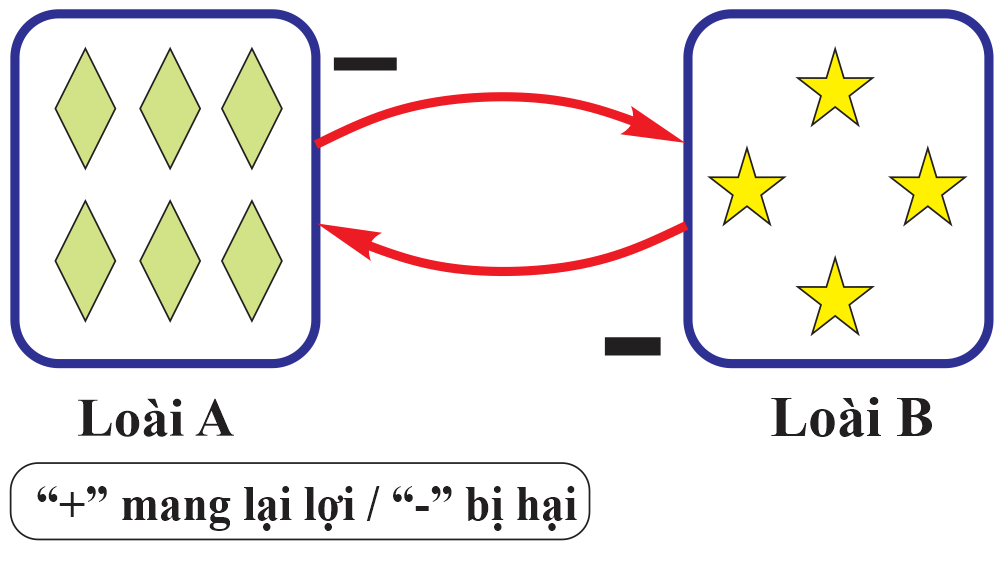 –
–
Loài A
Loài B
“+” mang lại lợi / “-” bị hại